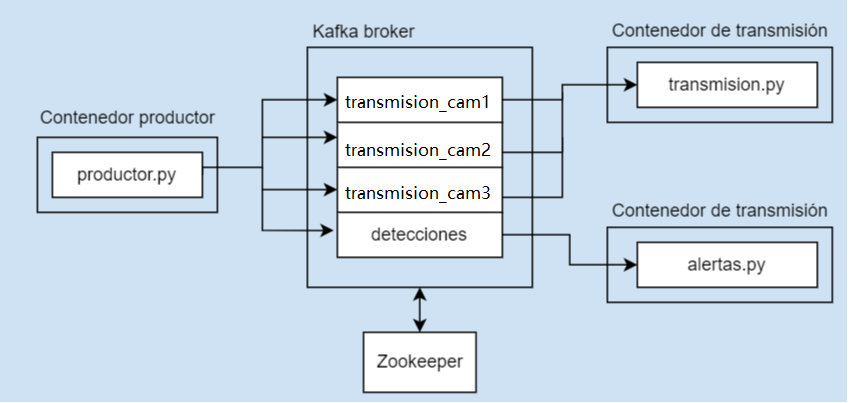 Kafka broker
Contenedor de transmisión
transmision.py
Contenedor productor
productor.py
transmision_cam1
transmision_cam2
transmision_cam3
detecciones
Contenedor de transmisión
alertas.py
Zookeeper